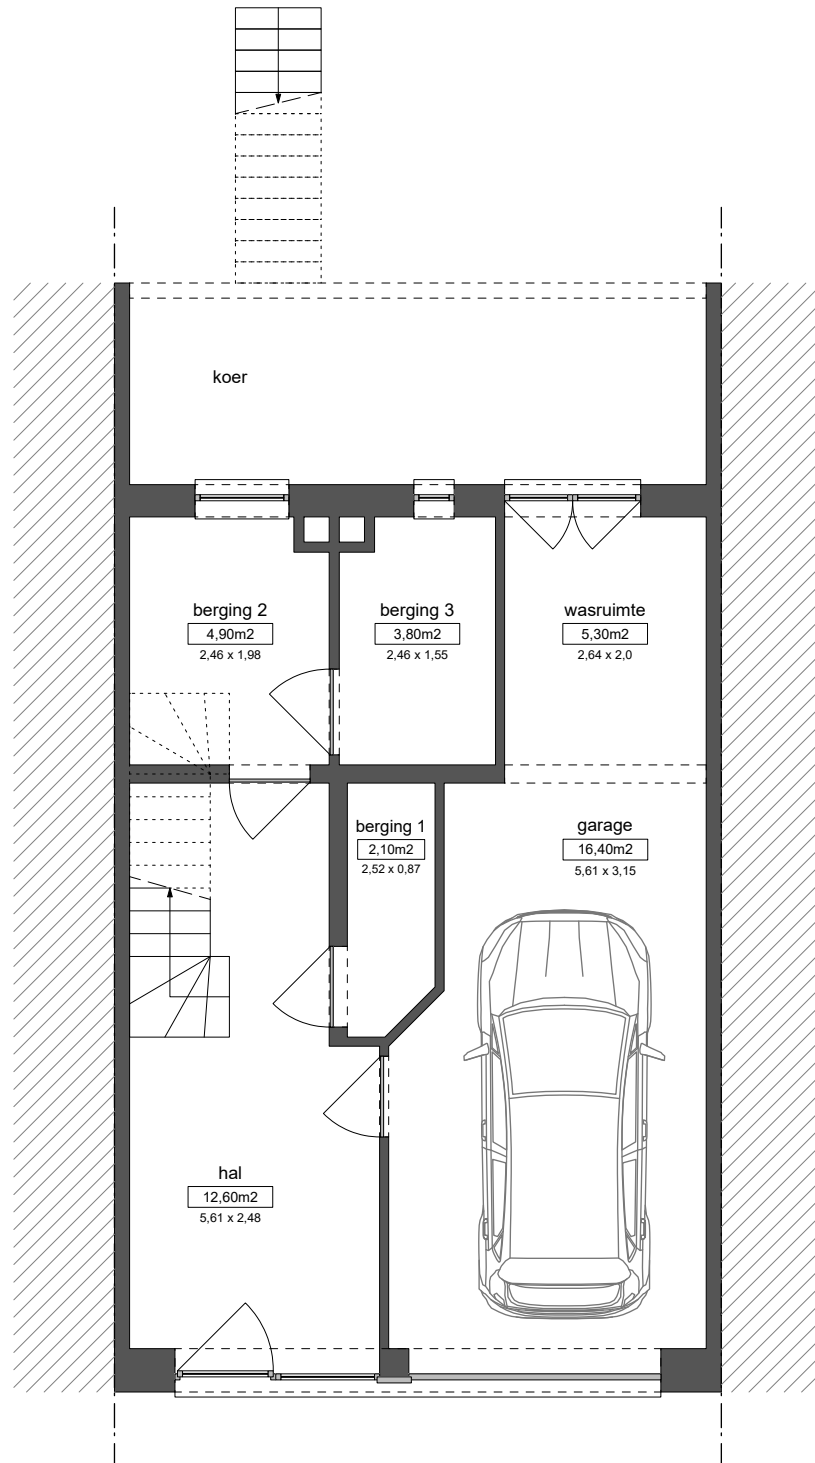 koer
berging 2
4,90m2
2,46 x 1,98
berging 3
3,80m2
2,46 x 1,55
wasruimte
5,30m2
2,64 x 2,0
berging 1
2,10m2
2,52 x 0,87
garage
16,40m2
5,61 x 3,15
hal
12,60m2
5,61 x 2,48